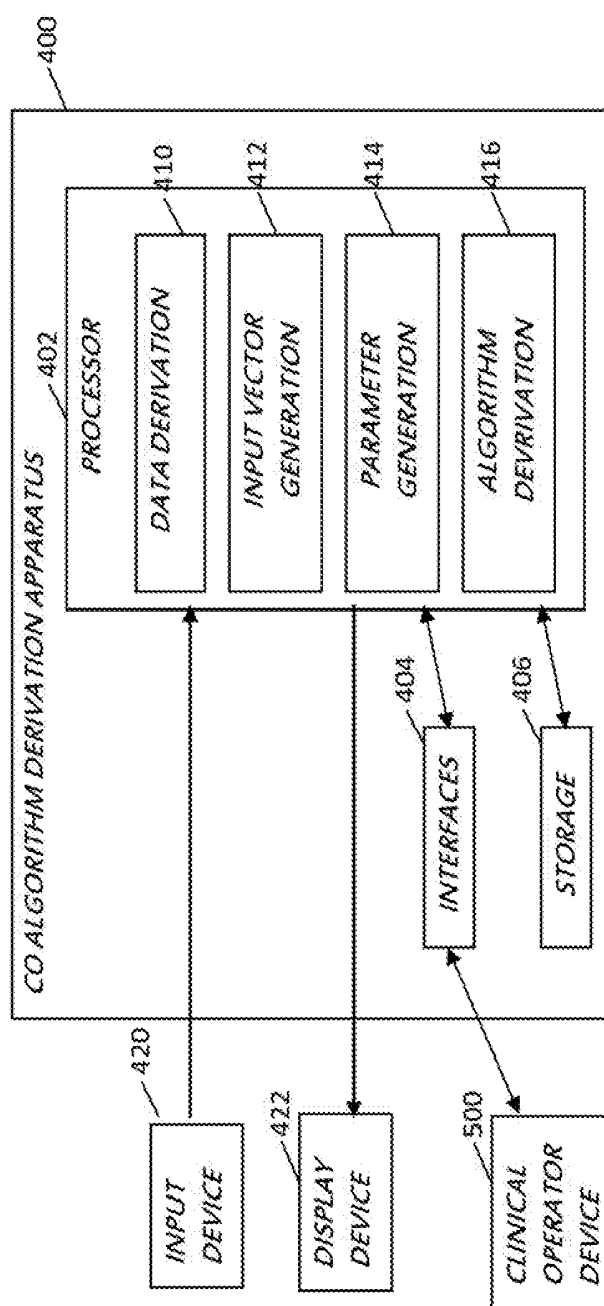 CO ALGORITHM DERIVATION APPARATUS
400
402
PROCESSOR
DATA DERIVATION
410
INPUT VECTOR
GENERATION
412
PARAMETER
GENERATION
414
ALGORITHM
DEVRIVATION
416
404
INTERFACES
406
STORAGE
420
INPUT
DEVICE
422
DISPLAY
DEVICE
500
CLINICAL
OPERATOR
DEVICE